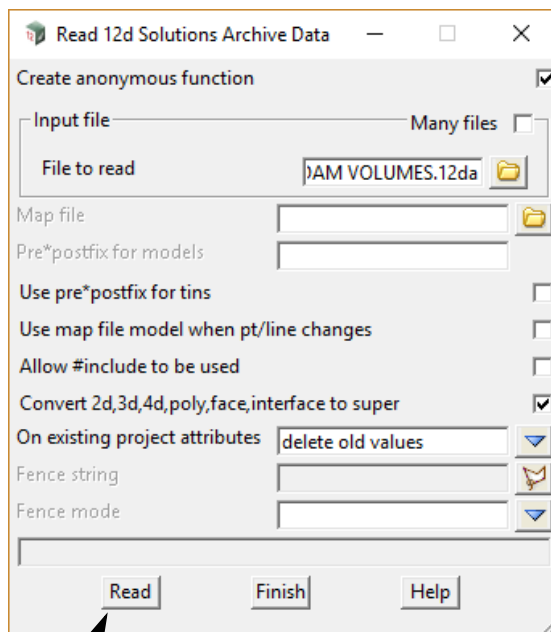 Read 12d Solutions Archive Data
Create anonymous function
Input file Many files
File to read DAM VOLUMES.12da
Map file
Pre*postfix for models
Use pre*postfix for tins
Use map file model when pt/line changes
Allow #include to be used
Convert 2d,3d,4d,poly,face,interface to super
On existing project attributes delete old values
Fence string
Fence mode
Read Finish Help